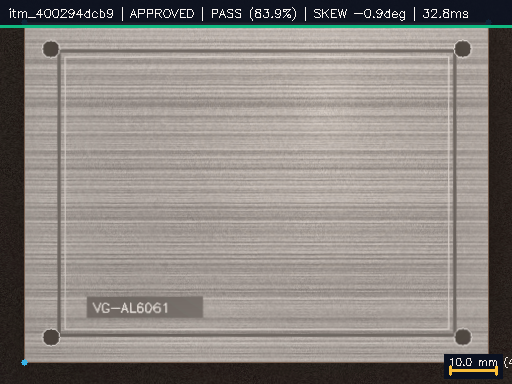 itm_400294dcb9 | APPROVED | PASS (83.9%) | SKEW -0.9deg | 32.8ms
VG-AL6061
10.0 mm